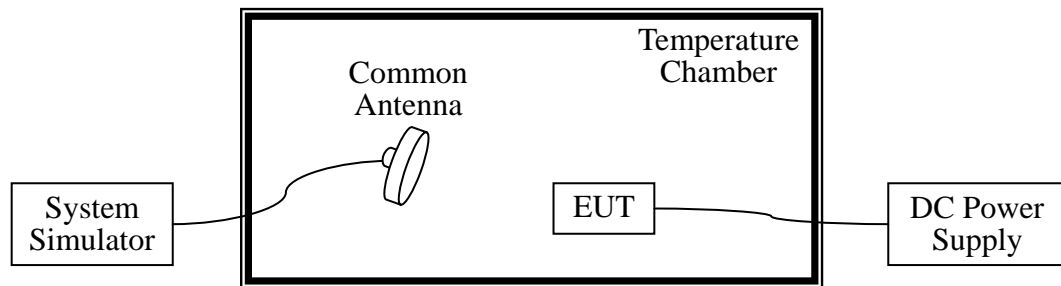 Temperature
Chamber
Common
Antenna
System
Simulator
EUT
DC Power
Supply